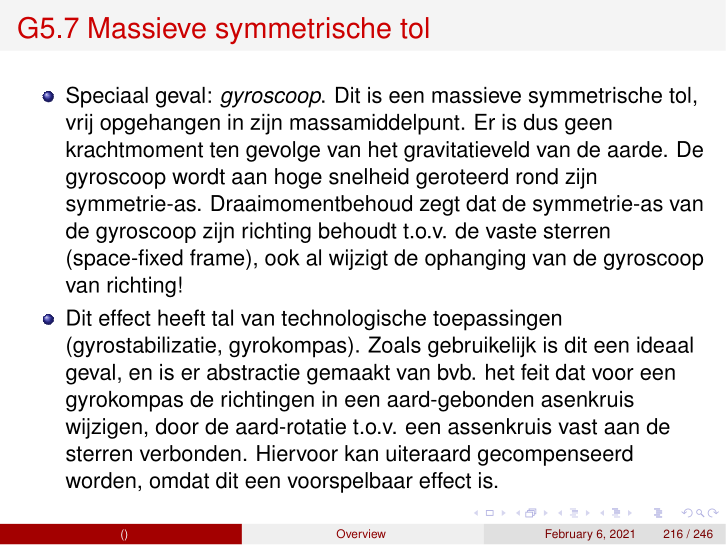 G5.7 Massieve symmetrische tol
Speciaal geval: gyroscoop. Dit is een massieve symmetrische tol,
vrij opgehangen in zijn massamiddelpunt. Er is dus geen
krachtmoment ten gevolge van het gravitatieveld van de aarde. De
gyroscoop wordt aan hoge snelheid geroteerd rond zijn
symmetrie-as. Draaimomentbehoud zegt dat de symmetrie-as van
de gyroscoop zijn richting behoudt t.o.v. de vaste sterren
(space-fixed frame), ook al wijzigt de ophanging van de gyroscoop
van richting!
Dit effect heeft tal van technologische toepassingen
(gyrostabilizatie, gyrokompas). Zoals gebruikelijk is dit een ideaal
geval, en is er abstractie gemaakt van bvb. het feit dat voor een
gyrokompas de richtingen in een aard-gebonden asenkruis
wijzigen, door de aard-rotatie t.o.v. een assenkruis vast aan de
sterren verbonden. Hiervoor kan uiteraard gecompenseerd
worden, omdat dit een voorspelbaar effect is.
() Overview February 6, 2021 216 / 246